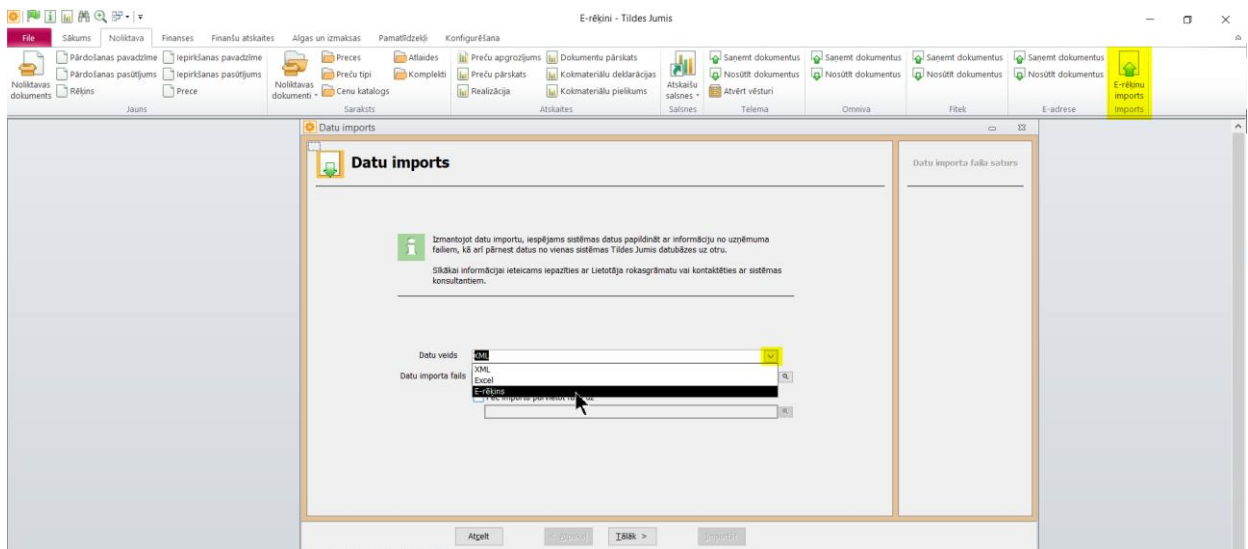 E-rēķini - Tildes Jumis
File Sākums Noliktava Finanses Finanšu atskaites Algas un izmaksas Pamatlīdzekļi Konfigurēšana
Noliktavas dokuments
Pārdošanas pavadzīme Iepirkšanas pavadzīme
Pārdošanas pasūtījums Iepirkšanas pasūtījums
Rēķins Prece
Jauns
Noliktavas dokumenti
Preces Atlaides
Preču tipi Komplekti
Cenu katalogs
Saraksts
Preču apgrozījums Dokumentu pārskats
Preču pārskats Kokmateriālu deklarācijas
Realizācija Kokmateriālu pielikums
Atskaites
Atskaišu saīsnes
Saīsnes
Saņemt dokumentus
Nosūtīt dokumentus
Atvērt vēsturi
Telema
Saņemt dokumentus
Nosūtīt dokumentus
Omniva
Saņemt dokumentus
Nosūtīt dokumentus
Fitek
Saņemt dokumentus
Nosūtīt dokumentus
E-adrese
E-rēķinu imports
Imports
Datu imports
Datu imports
Datu importa faila saturs
Izmantojot datu importu, iespējams sistēmas datus papildināt ar informāciju no uzņēmuma
failiem, kā arī pārnest datus no vienas sistēmas Tildes Jumis datubāzes uz otru.
Sīkākai informācijai ieteicams iepazīties ar Lietotāja rokasgrāmatu vai kontaktēties ar sistēmas
konsultantiem.
Datu veids XML
XML
Datu importa fails Excel
E-rēķins
Atcelt Tālāk >